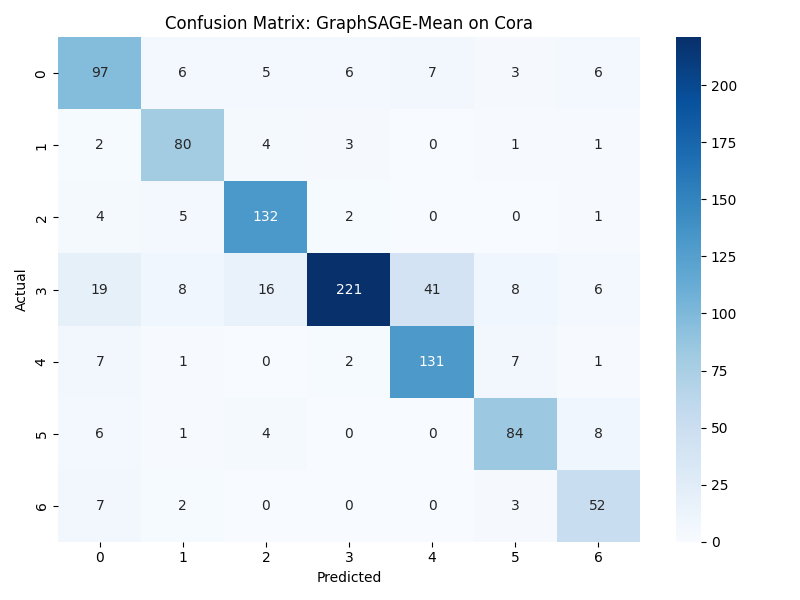 Confusion Matrix: GraphSAGE-Mean on Cora
Actual
0 97 6 5 6 7 3 6
1 2 80 4 3 0 1 1
2 4 5 132 2 0 0 1
3 19 8 16 221 41 8 6
4 7 1 0 2 131 7 1
5 6 1 4 0 0 84 8
6 7 2 0 0 0 3 52
0 1 2 3 4 5 6
Predicted
200
175
150
125
100
75
50
25
0